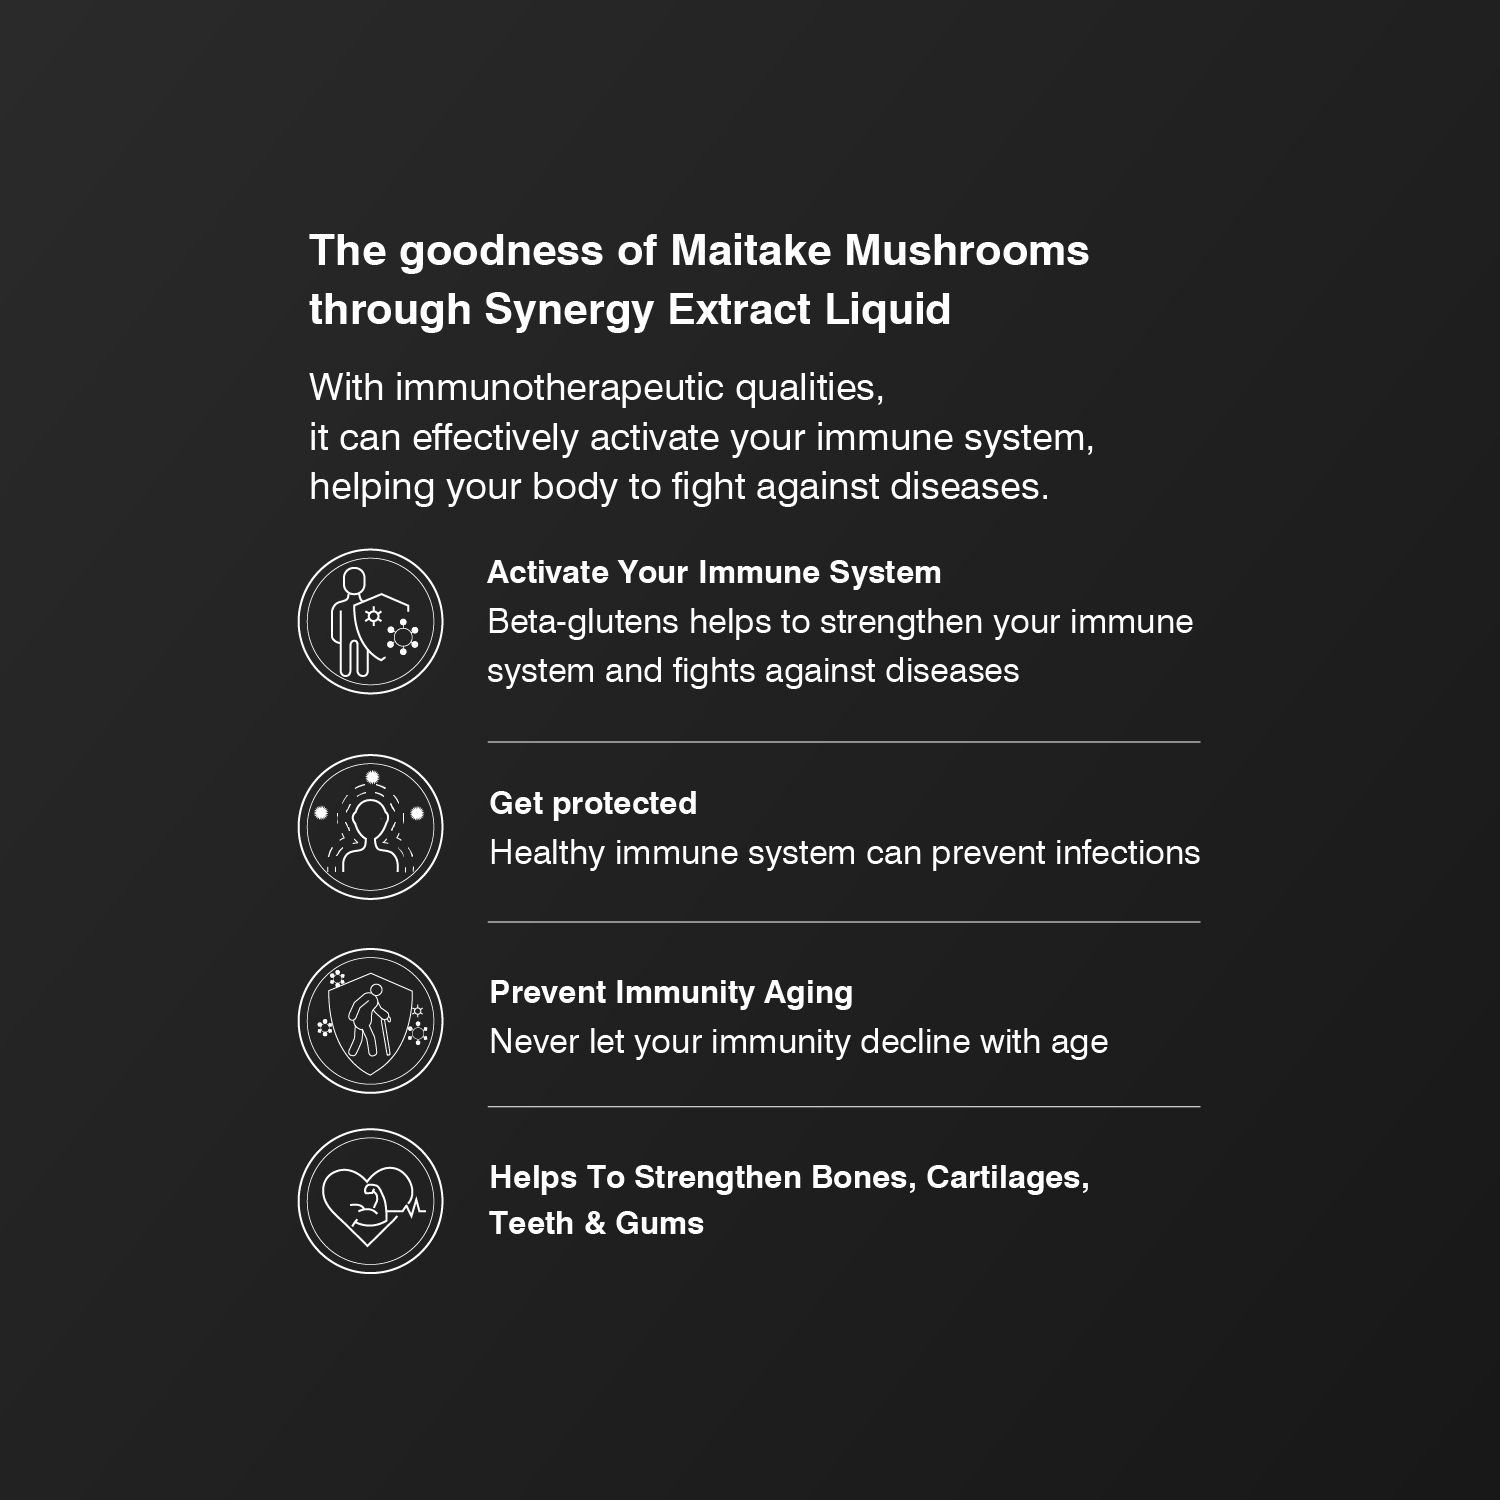 The goodness of Maitake Mushrooms
through Synergy Extract Liquid
With immunotherapeutic qualities,
it can effectively activate your immune system,
helping your body to fight against diseases.
Activate Your Immune System
Beta-glutens helps to strengthen your immune
system and fights against diseases
Get protected
Healthy immune system can prevent infections
Prevent Immunity Aging
Never let your immunity decline with age
Helps To Strengthen Bones, Cartilages,
Teeth & Gums